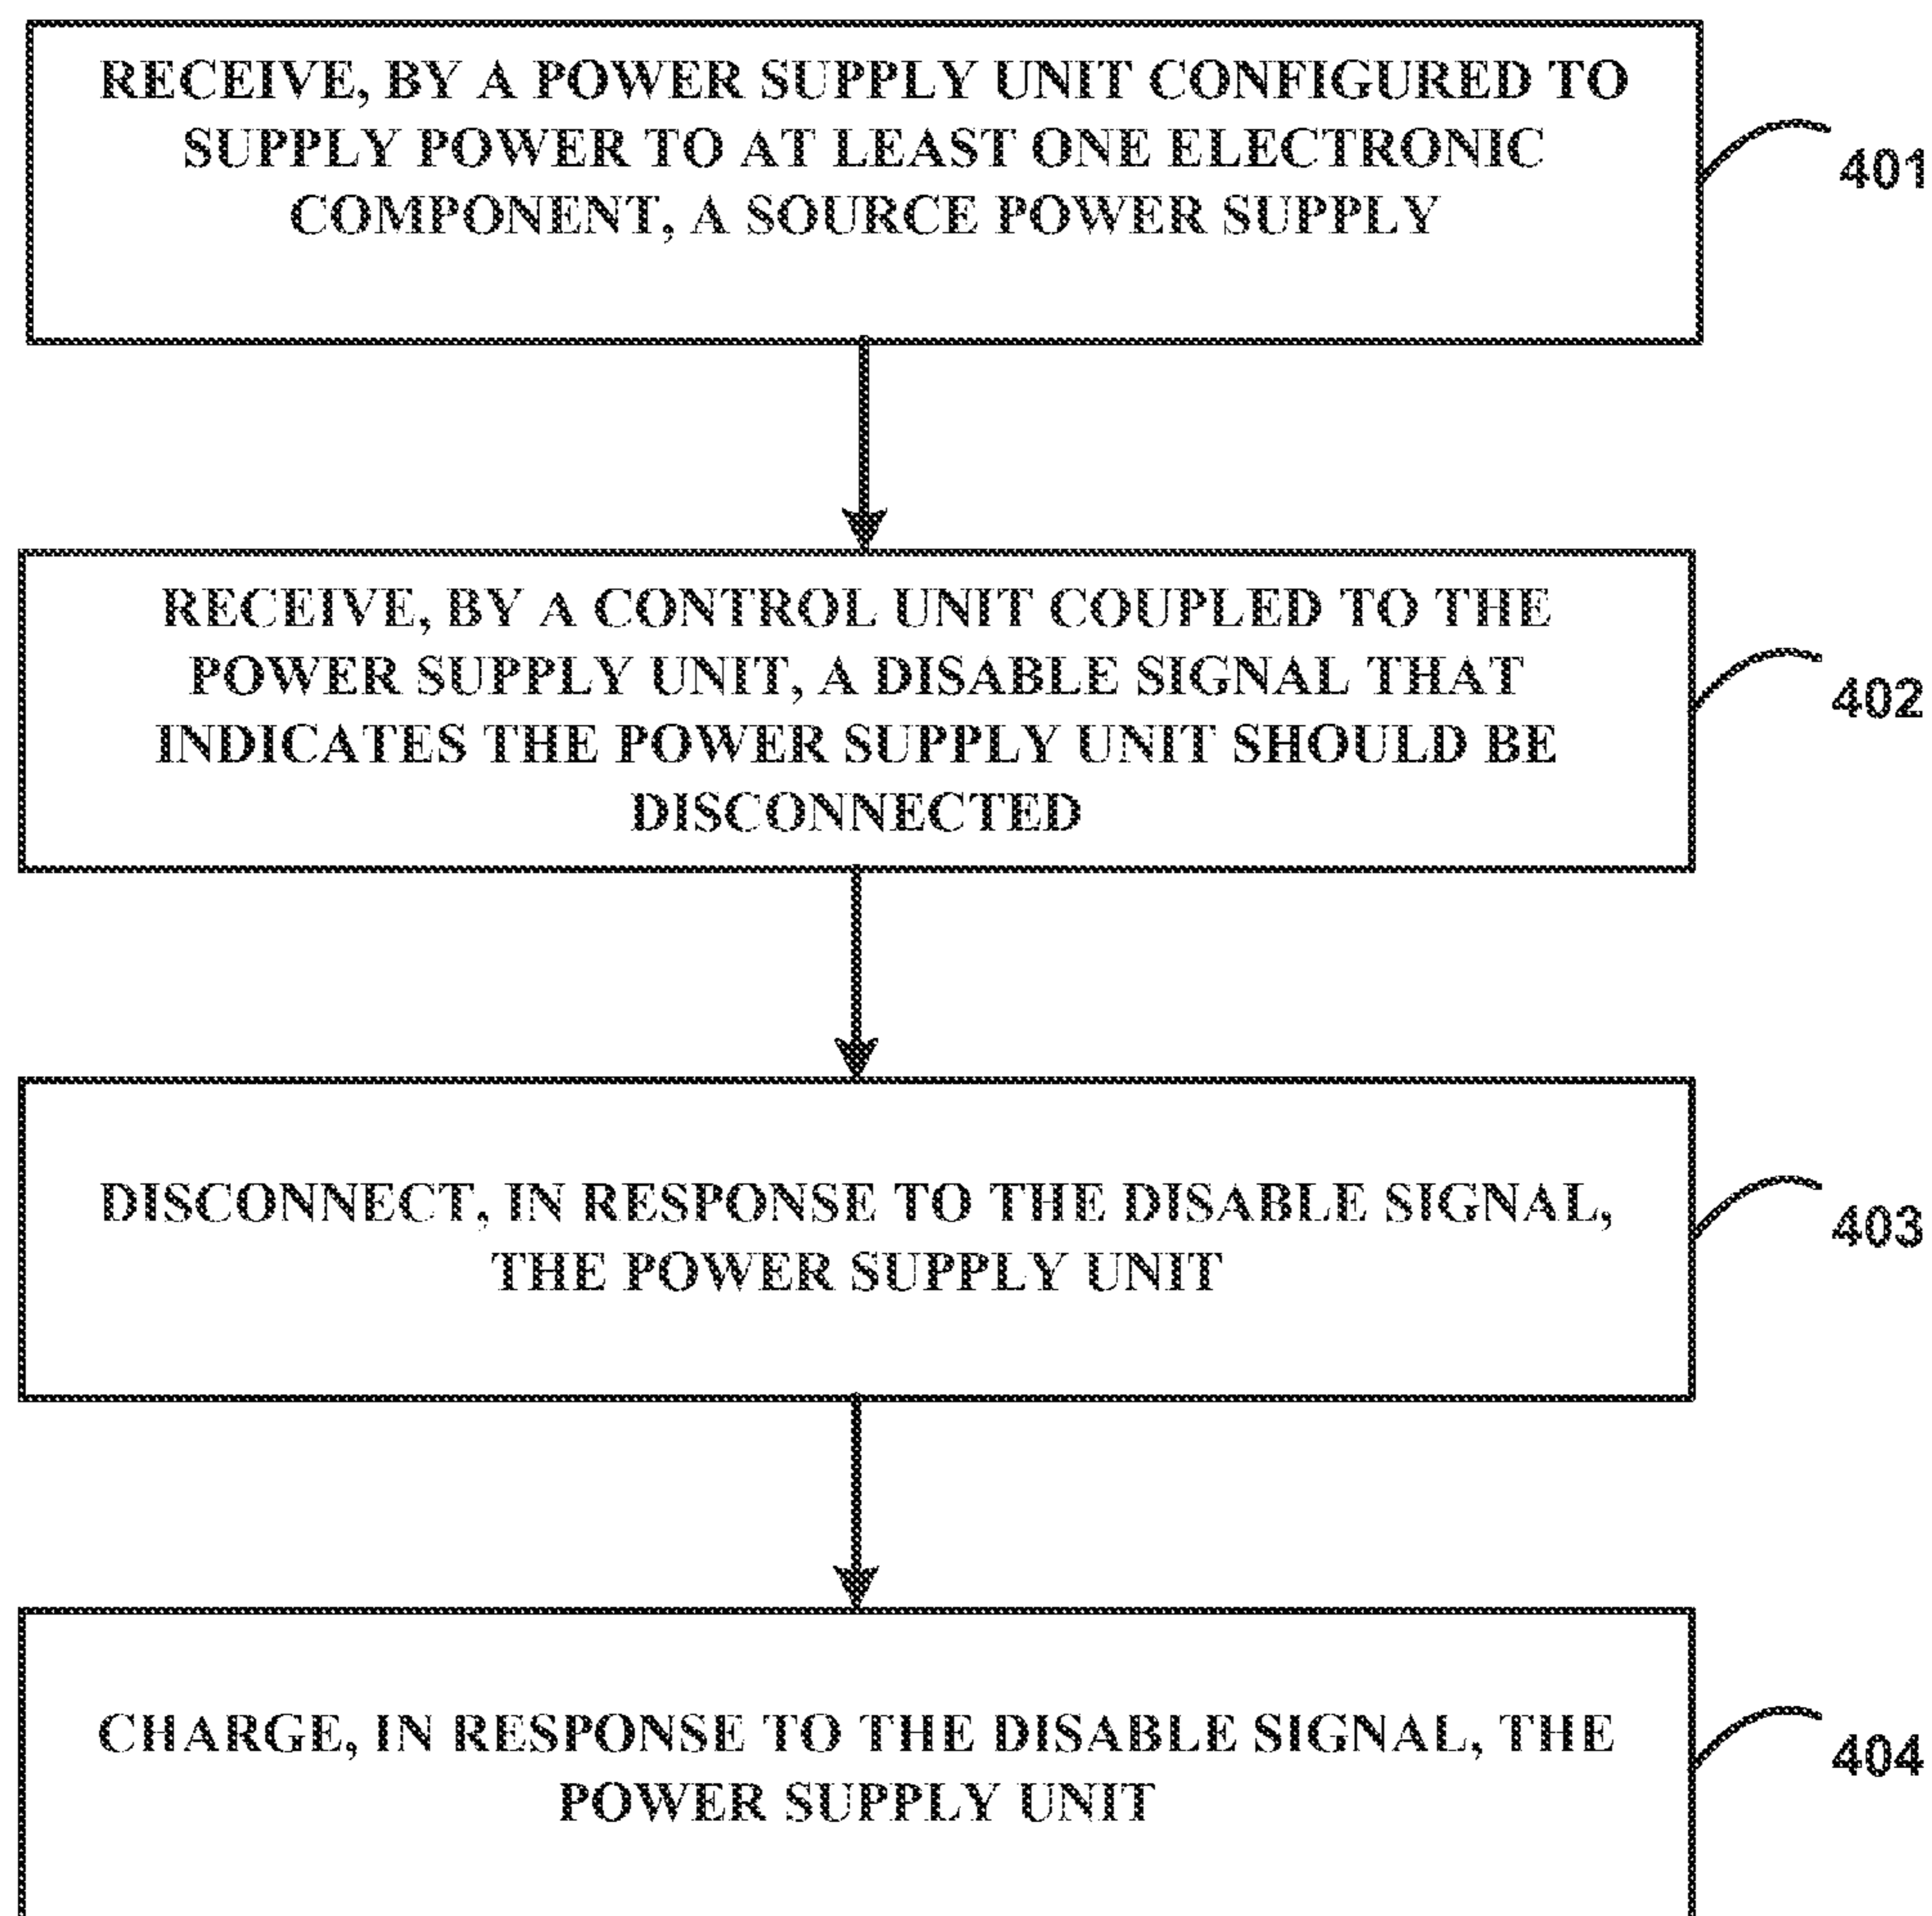 RECEIVE, BY A POWER SUPPLY UNIT CONFIGURED TO
SUPPLY POWER TO AT LEAST ONE ELECTRONIC
COMPONENT, A SOURCE POWER SUPPLY
401
RECEIVE, BY A CONTROL UNIT COUPLED TO THE
POWER SUPPLY UNIT, A DISABLE SIGNAL THAT
INDICATES THE POWER SUPPLY UNIT SHOULD BE
DISCONNECTED
402
DISCONNECT, IN RESPONSE TO THE DISABLE SIGNAL,
THE POWER SUPPLY UNIT
403
CHARGE, IN RESPONSE TO THE DISABLE SIGNAL, THE
POWER SUPPLY UNIT
404